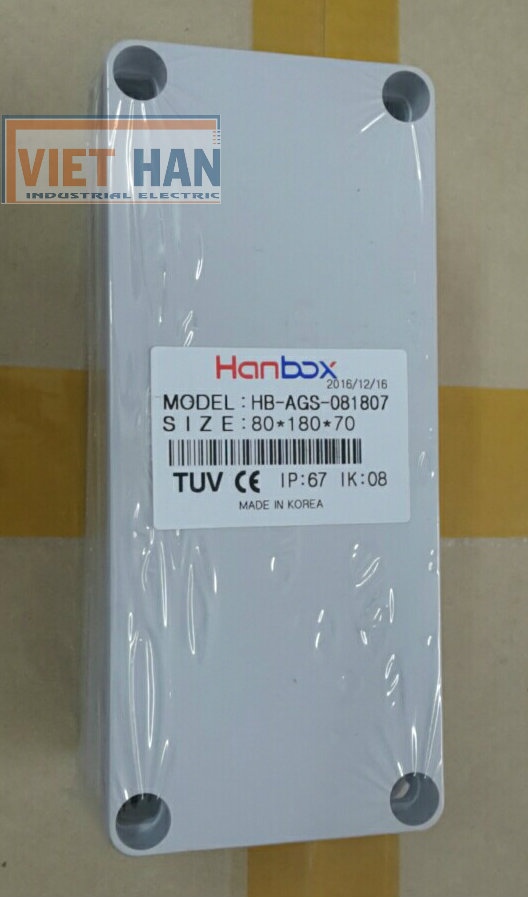 VIET HAN
INDUSTRIAL ELECTRIC
Hanbox
2016/12/16
MODEL : HB-AGS-081807
SIZE : 80*180*70
TUV CE IP:67 IK:08
MADE IN KOREA